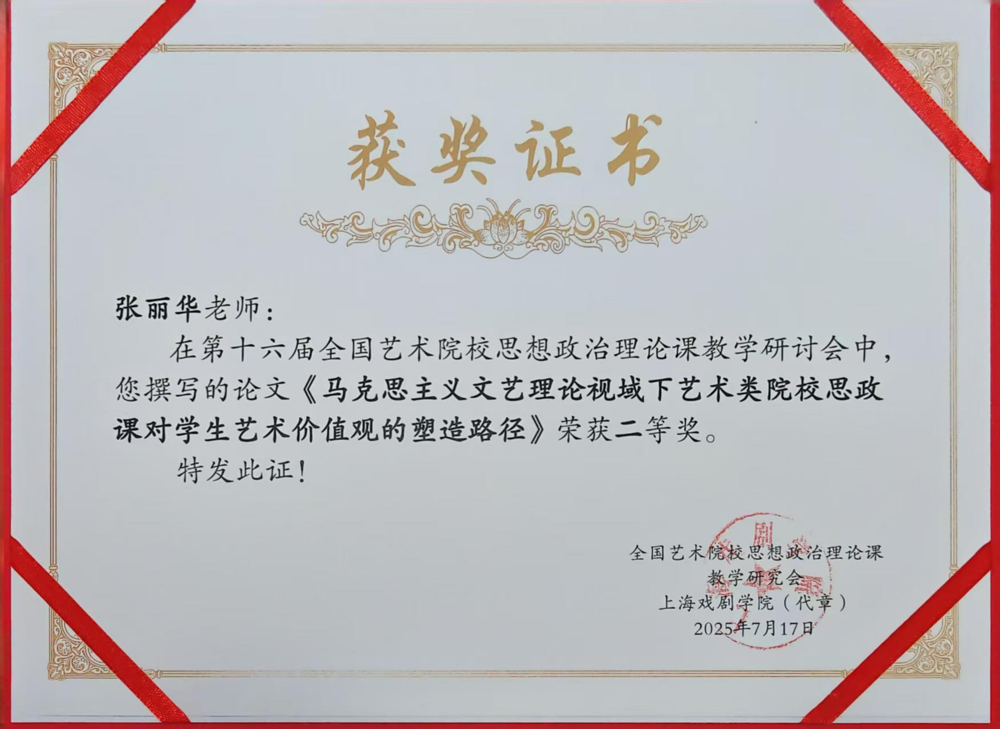 获奖证书
张丽华老师：
在第十六届全国艺术院校思想政治理论课教学研讨会中，
您撰写的论文《马克思主义文艺理论视域下艺术类院校思政
课对学生艺术价值观的塑造路径》荣获二等奖。
特发此证！
全国艺术院校思想政治理论课
教学研究会
上海戏剧学院（代章）
2025年7月17日